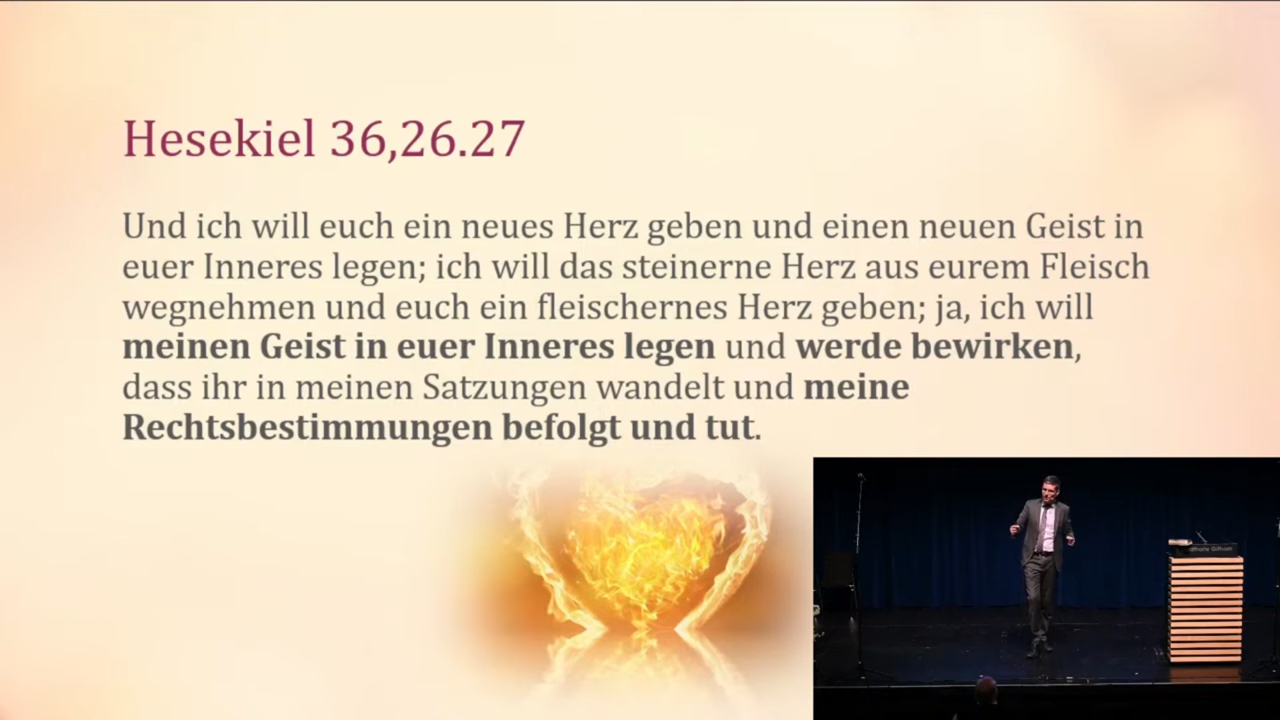 Hesekiel 36,26.27
Und ich will euch ein neues Herz geben und einen neuen Geist in
euer Inneres legen; ich will das steinerne Herz aus eurem Fleisch
wegnehmen und euch ein fleischernes Herz geben; ja, ich will
meinen Geist in euer Inneres legen und werde bewirken,
dass ihr in meinen Satzungen wandelt und meine
Rechtsbestimmungen befolgt und tut.